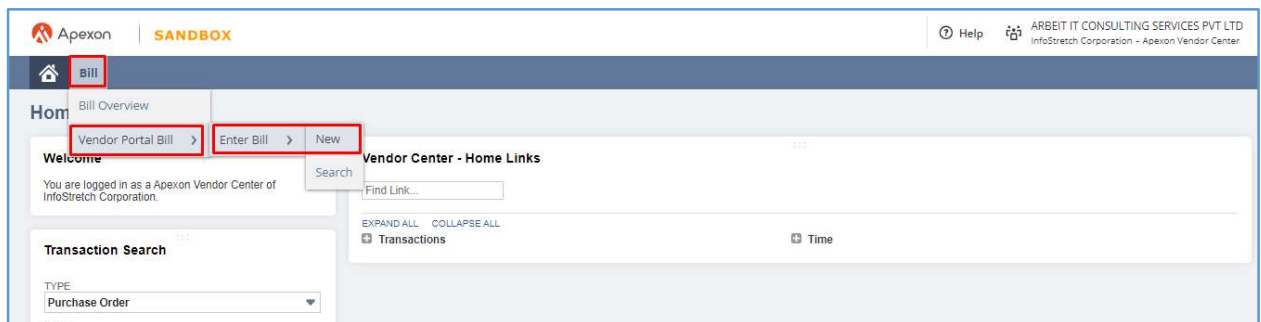 Apexon SANDBOX
Help
ARBEIT IT CONSULTING SERVICES PVT LTD
InfoStretch Corporation - Apexon Vendor Center
Bill
Hom
Bill Overview
Vendor Portal Bill
Enter Bill
New
Search
Welcome
You are logged in as a Apexon Vendor Center of
InfoStretch Corporation.
Vendor Center - Home Links
Find Link...
EXPAND ALL COLLAPSE ALL
Transactions
Time
Transaction Search
TYPE
Purchase Order